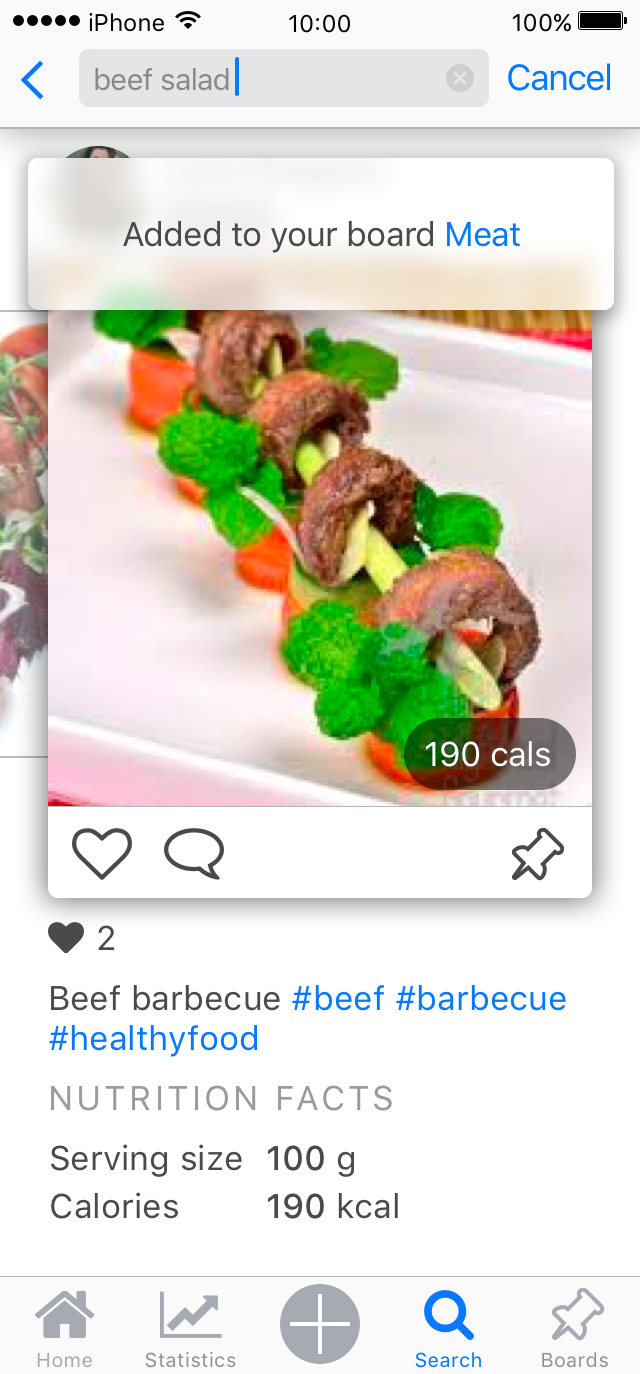 iPhone 10:00 100%
beef salad Cancel
Added to your board Meat
190 cals
2
Beef barbecue #beef #barbecue
#healthyfood
NUTRITION FACTS
Serving size 100 g
Calories 190 kcal
Home Statistics Search Boards